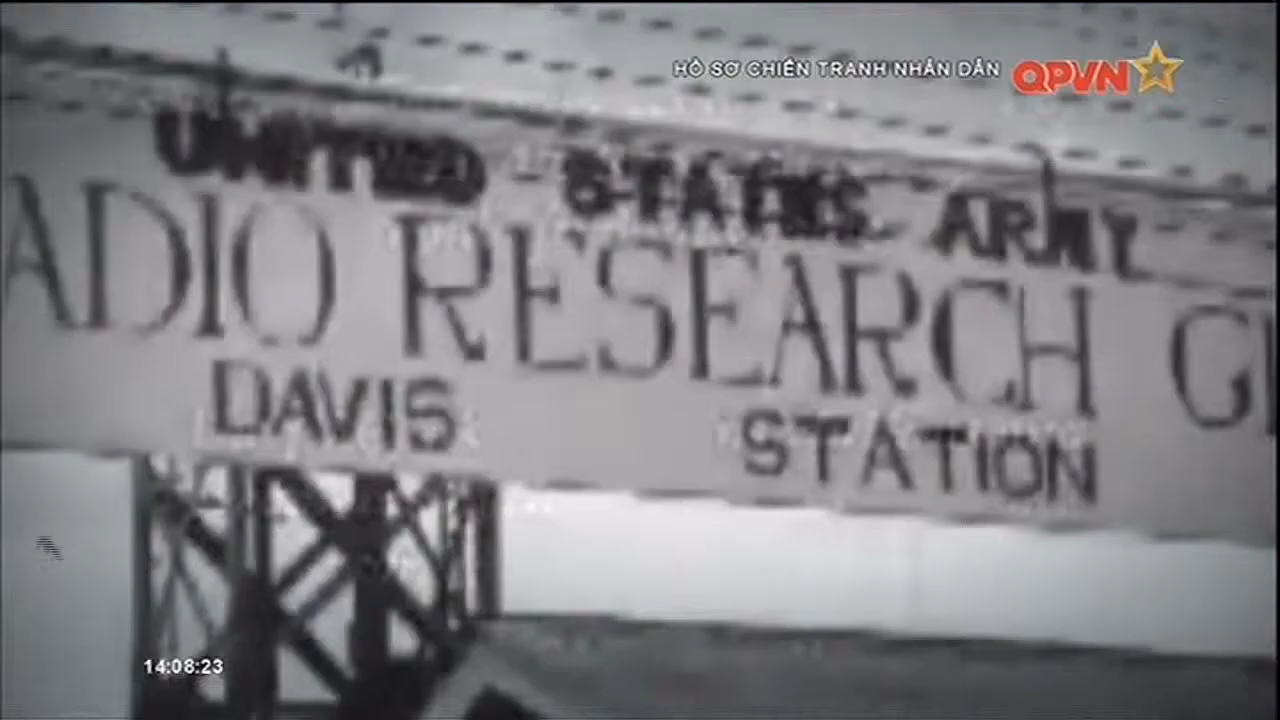 HỒ SƠ CHIẾN TRANH NHÂN DÂN QPVN
UNITED STATES ARMY
ADIO RESEARCH G
DAVIS STATION
14:08:23